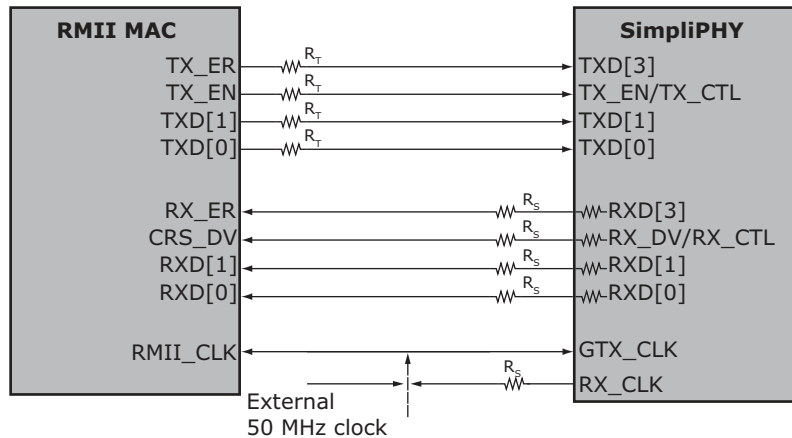 RMII MAC
SimpliPHY
TX_ER R_T TXD[3]
TX_EN R_T TX_EN/TX_CTL
TXD[1] R_T TXD[1]
TXD[0] R_T TXD[0]
RX_ER R_S RXD[3]
CRS_DV R_S RX_DV/RX_CTL
RXD[1] R_S RXD[1]
RXD[0] R_S RXD[0]
RMII_CLK GTX_CLK
R_S RX_CLK
External
50 MHz clock